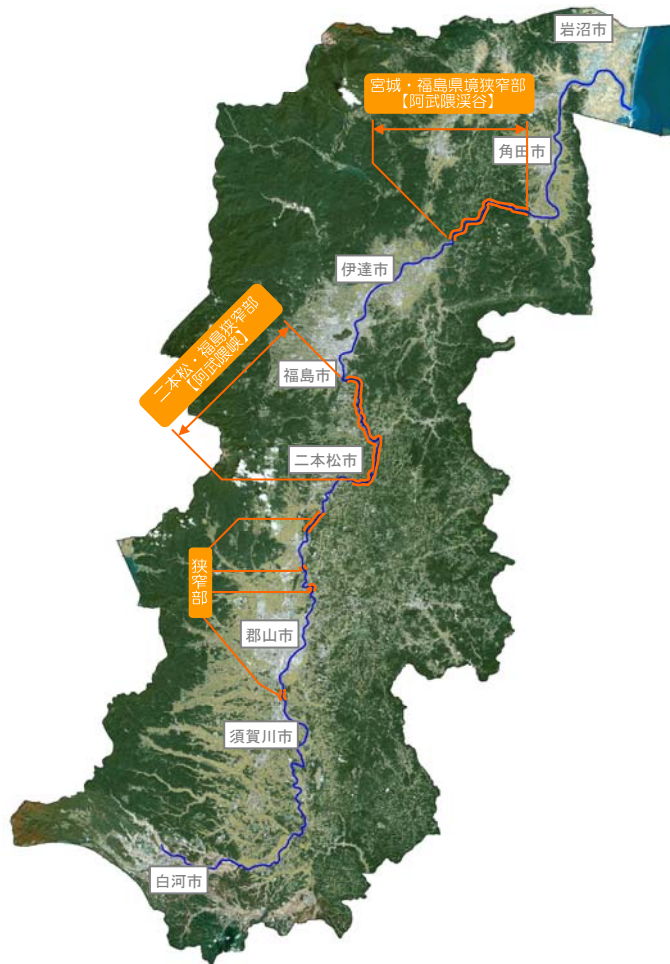 岩沼市
宮城・福島県境狭窄部
【阿武隈渓谷】
角田市
伊達市
二本松・福島狭窄部
【阿武隈峡】
福島市
二本松市
狭窄部
郡山市
須賀川市
白河市